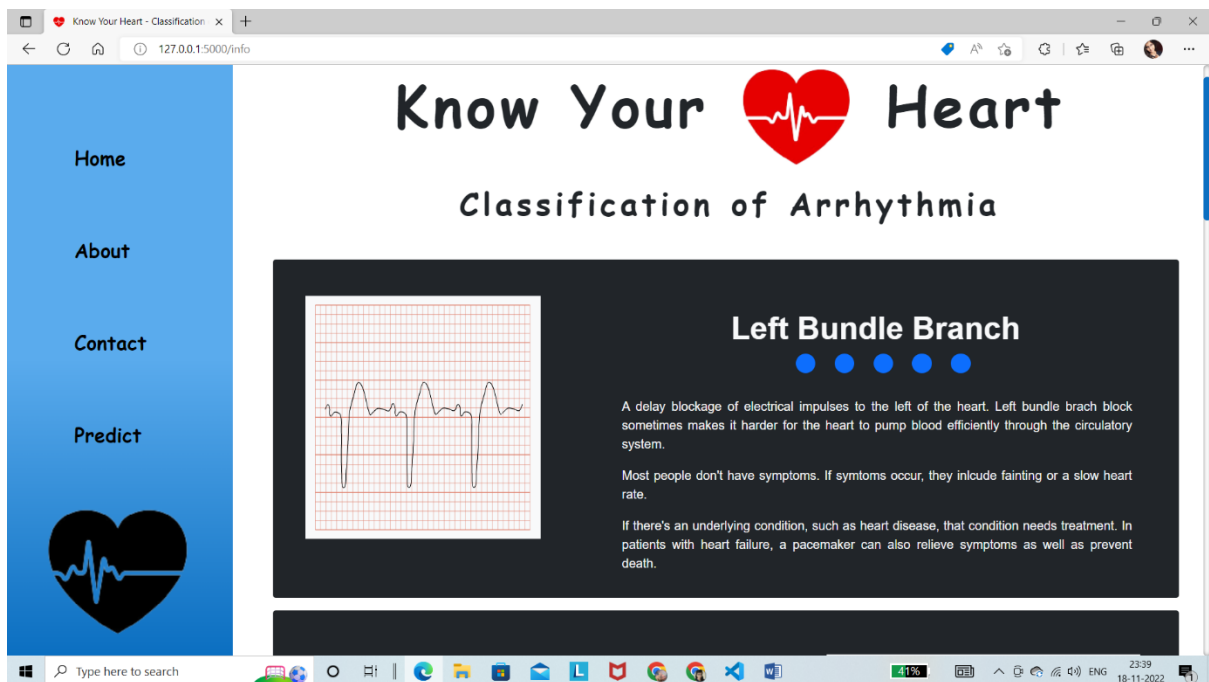 Know Your Heart - Classification
127.0.0.1:5000/info
Know Your Heart
Classification of Arrhythmia
Home
About
Contact
Predict
Left Bundle Branch
A delay blockage of electrical impulses to the left of the heart. Left bundle brach block
sometimes makes it harder for the heart to pump blood efficiently through the circulatory
system.
Most people don't have symptoms. If symtoms occur, they inlcude fainting or a slow heart
rate.
If there's an underlying condition, such as heart disease, that condition needs treatment. In
patients with heart failure, a pacemaker can also relieve symptoms as well as prevent
death.
Type here to search
L
41%
ENG
23:39
18-11-2022
1